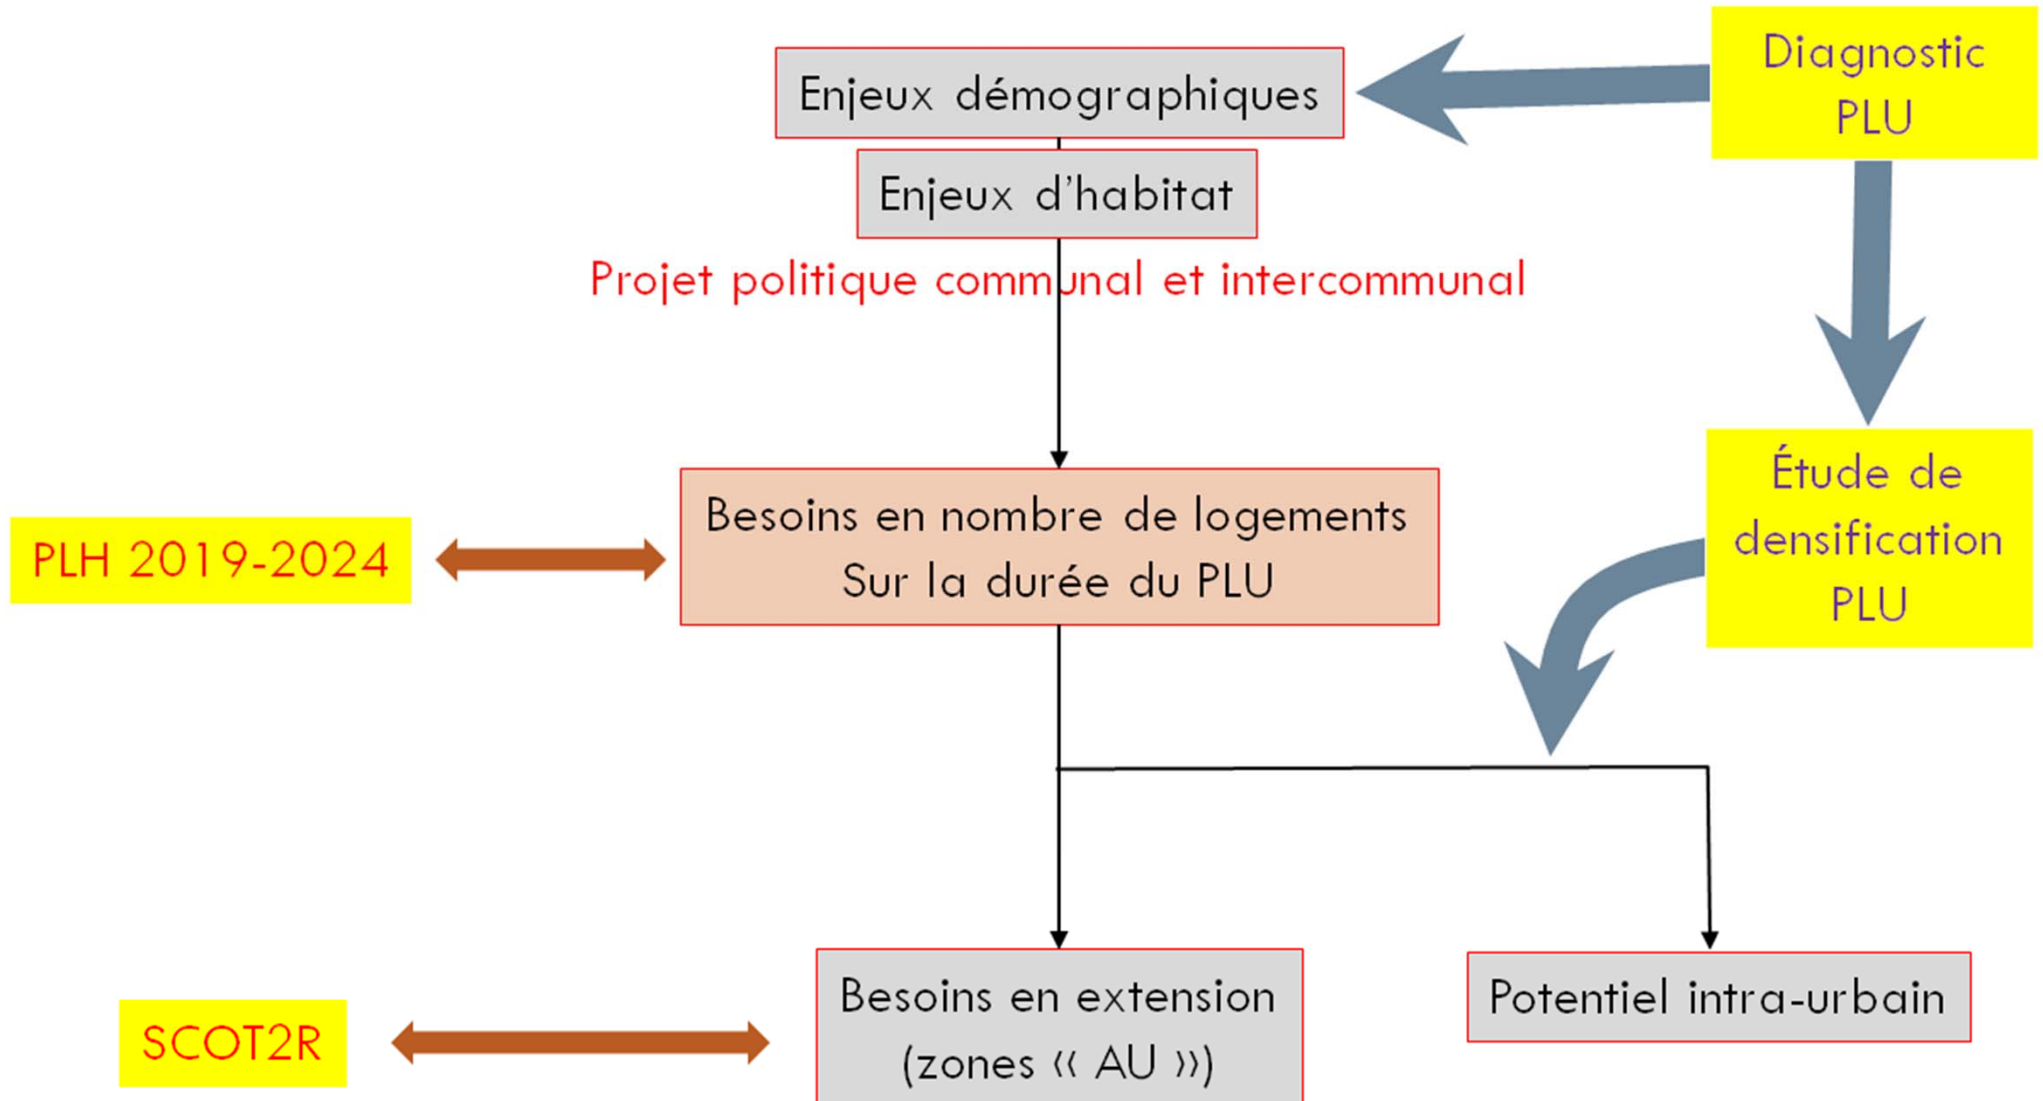 Diagnostic
PLU
Enjeux démographiques
Enjeux d'habitat
Projet politique communal et intercommunal
Besoins en nombre de logements
Sur la durée du PLU
PLH 2019-2024
Étude de
densification
PLU
Besoins en extension
(zones « AU »)
Potentiel intra-urbain
SCOT2R